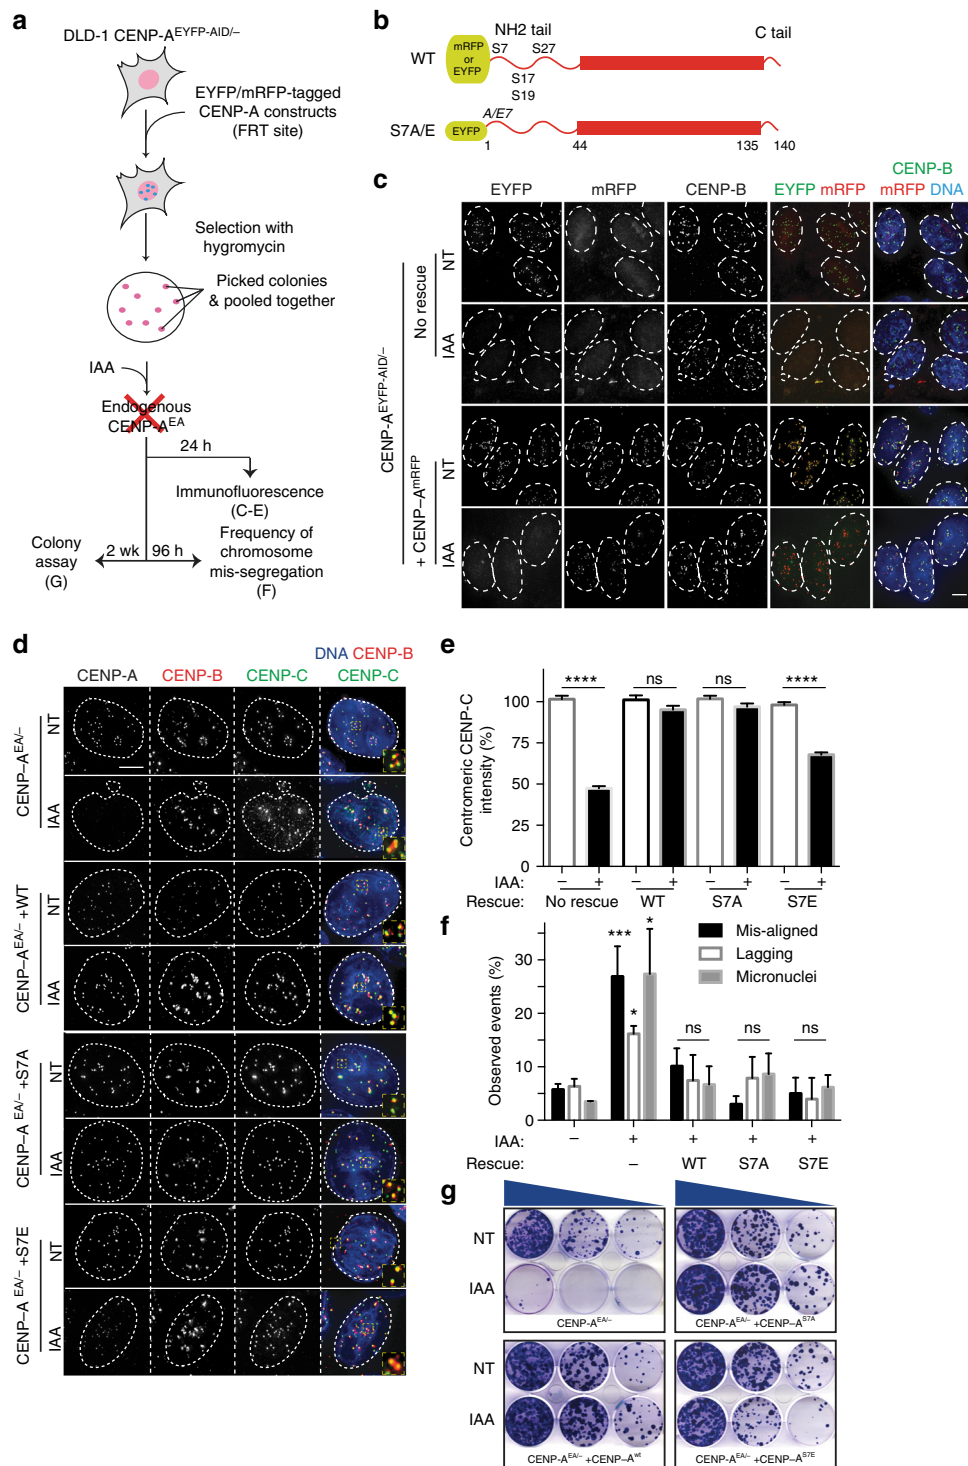 a
DLD-1 CENP-A^EYFP-AID/–
EYFP/mRFP-tagged
CENP-A constructs
(FRT site)
Selection with
hygromycin
Picked colonies
& pooled together
IAA
Endogenous
CENP-A^EA
24 h
Immunofluorescence
(C-E)
Colony
assay
(G)
2 wk
96 h
Frequency of
chromosome
mis-segregation
(F)
b
NH2 tail
C tail
WT
mRFP
or
EYFP
S7
S27
S17
S19
S7A/E
EYFP
A/E7
1
44
135
140
c
EYFP
mRFP
CENP-B
EYFP mRFP
CENP-B
mRFP DNA
CENP-A^EYFP-AID/–
No rescue
NT
IAA
+ CENP–A^mRFP
NT
IAA
d
CENP-A
CENP-B
CENP-C
DNA CENP-B
CENP-C
CENP–A^EA/–
NT
IAA
CENP–A^EA/– +WT
NT
IAA
CENP–A^EA/– +S7A
NT
IAA
CENP–A^EA/– +S7E
NT
IAA
e
Centromeric CENP-C
intensity (%)
100
75
50
25
0
****
ns
ns
****
IAA: – + – + – + – +
Rescue: No rescue WT S7A S7E
f
Observed events (%)
30
20
10
0
***
*
*
ns
ns
ns
Mis-aligned
Lagging
Micronuclei
IAA: – + + + +
Rescue: – WT S7A S7E
g
NT
IAA
CENP-A^EA/–
CENP-A^EA/– +CENP–A^S7A
NT
IAA
CENP-A^EA/– +CENP–A^wt
CENP-A^EA/– +CENP–A^S7E